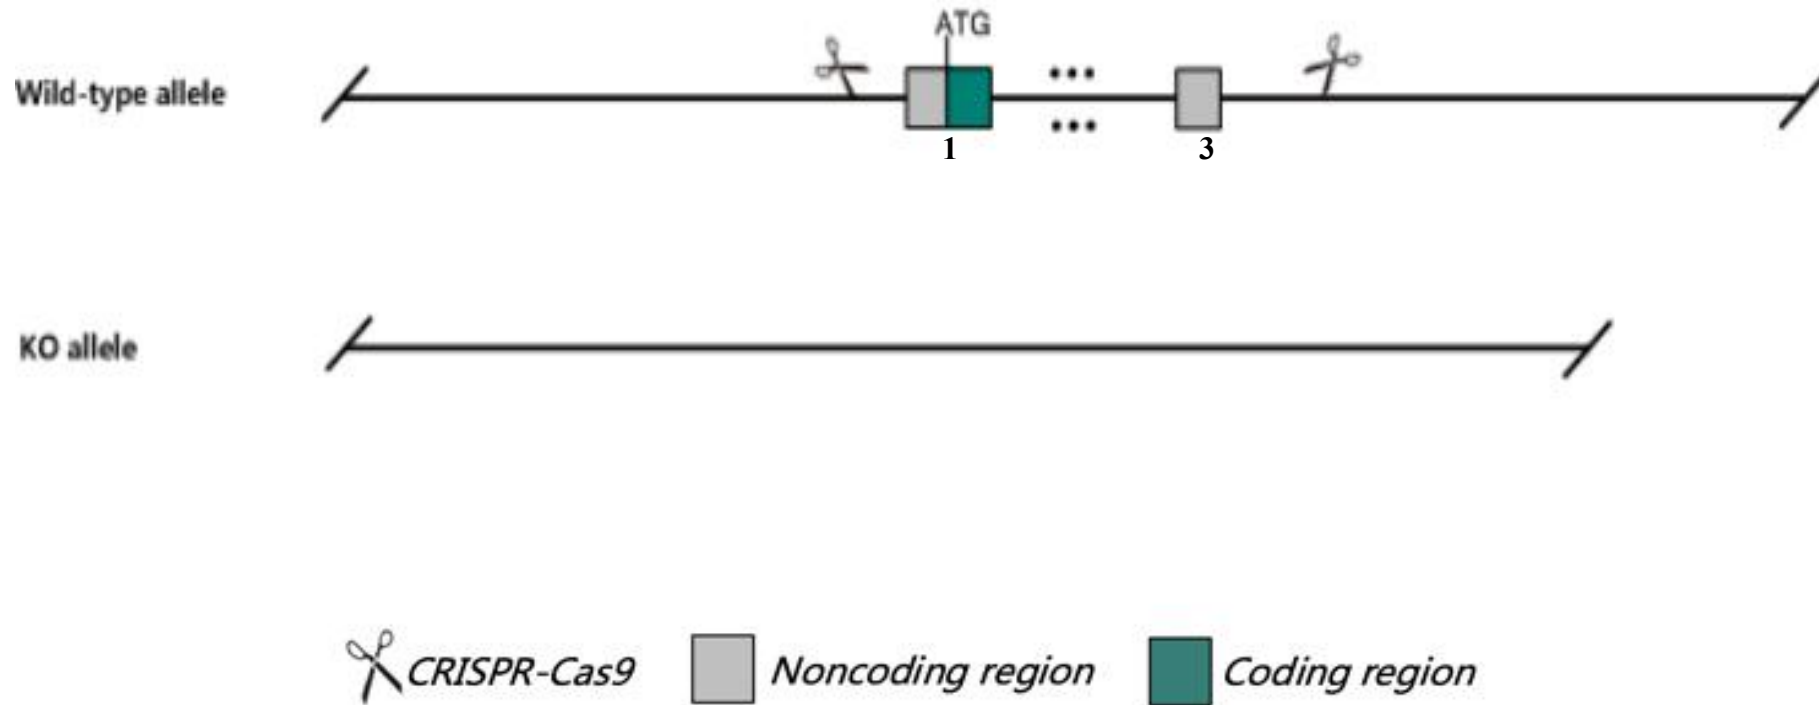 ATG
Wild-type allele
1 3
KO allele
CRISPR-Cas9 Noncoding region Coding region